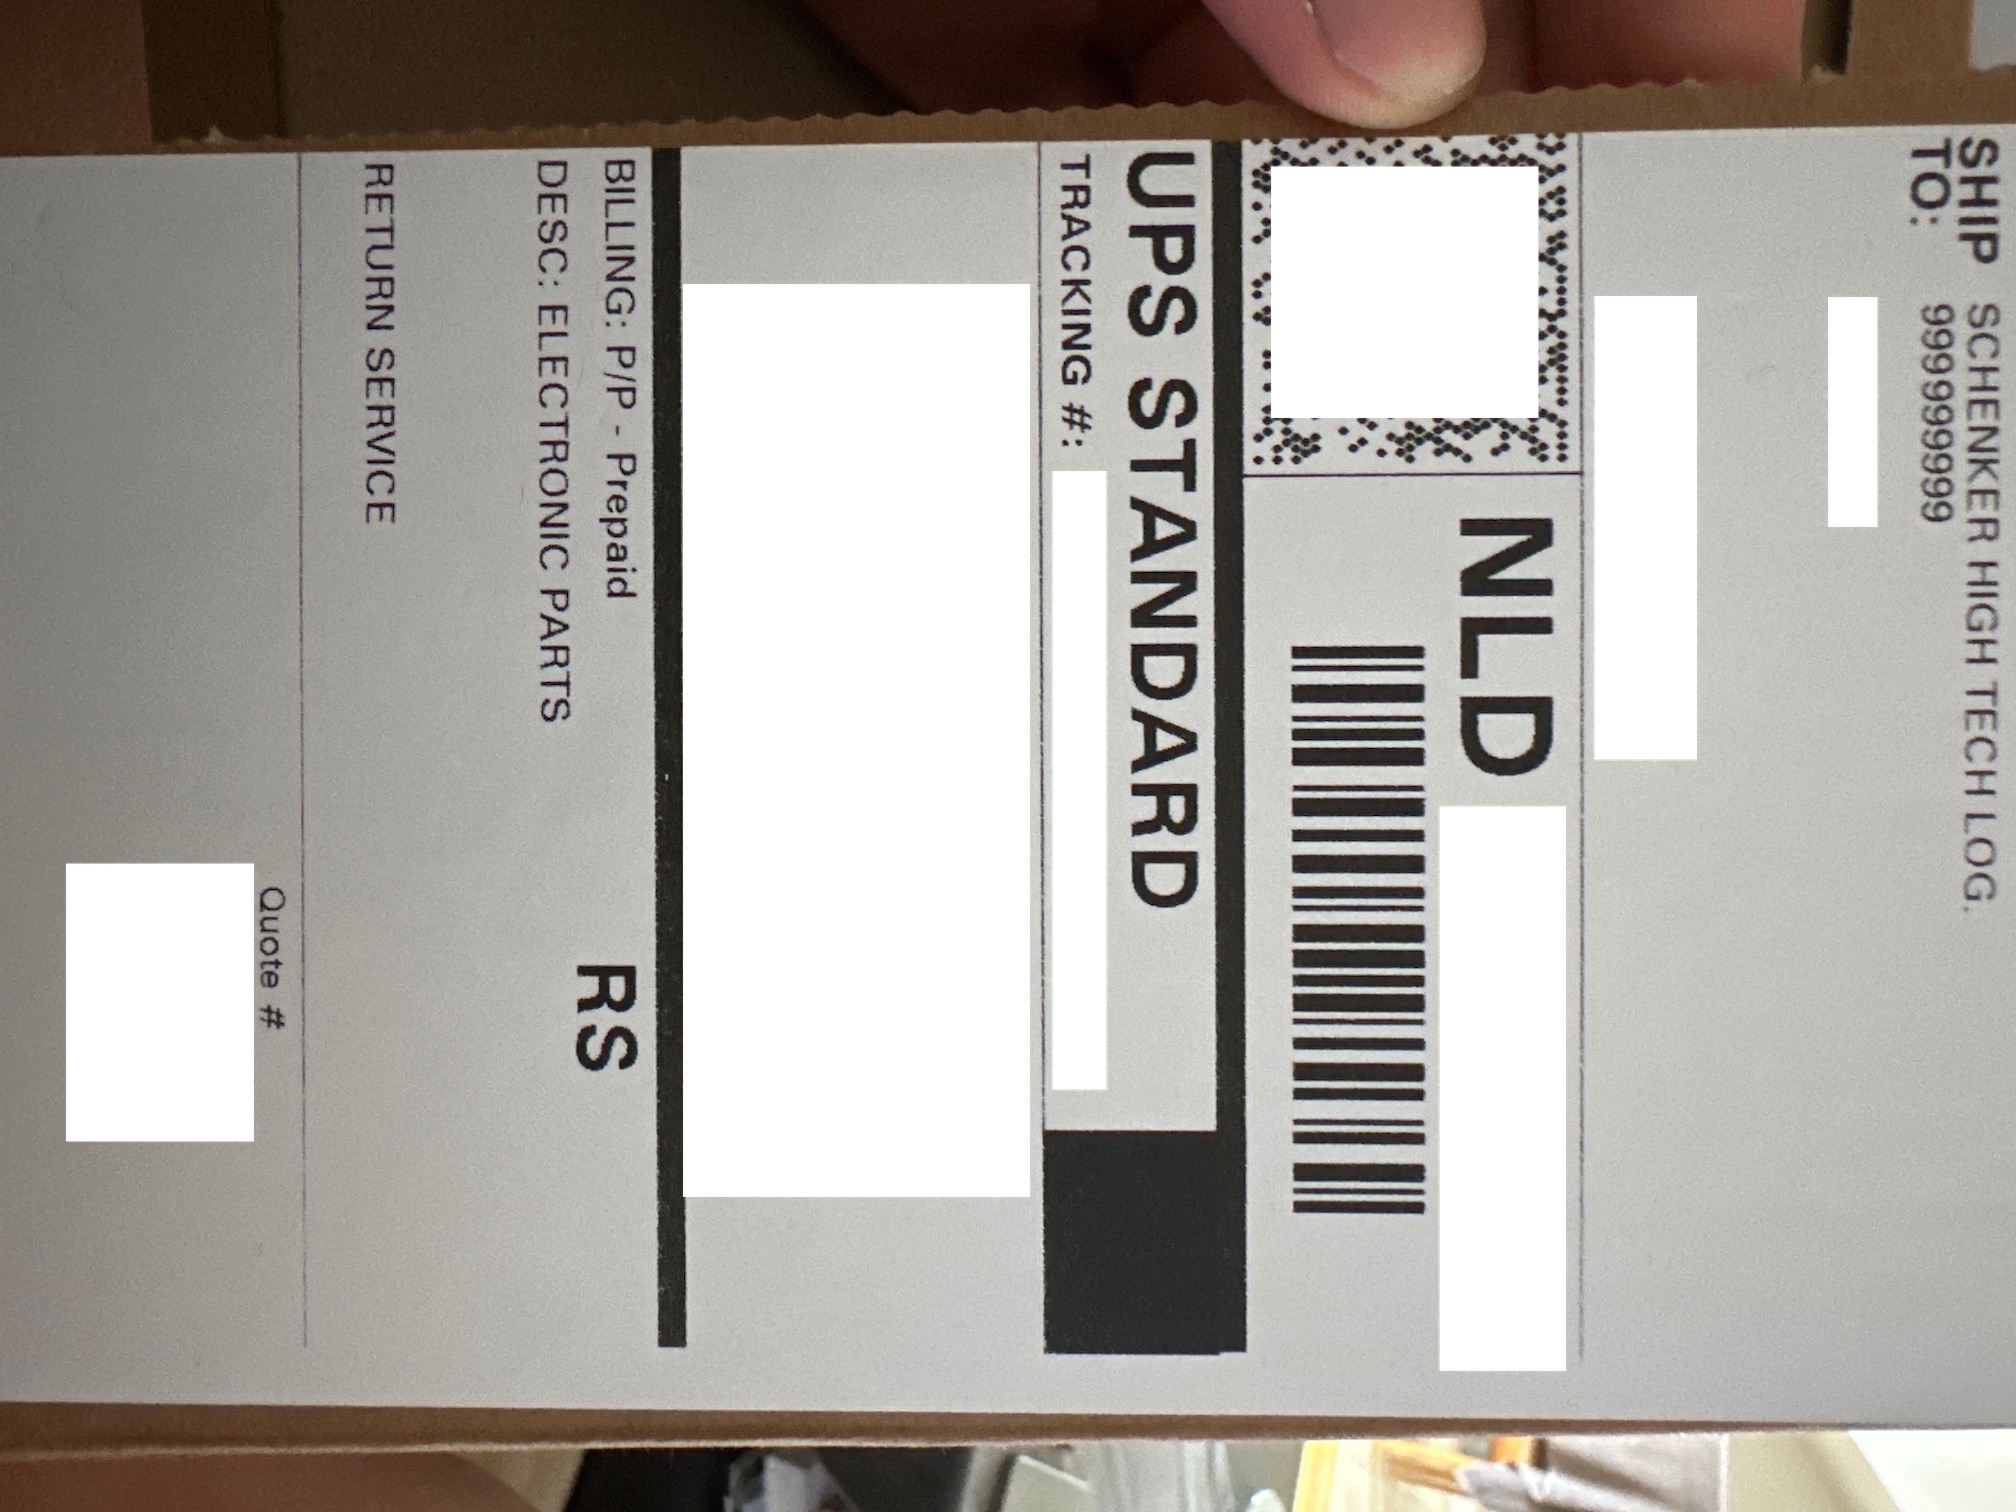 SHIP SCHENKER HIGH TECH LOG.
TO: 9999999999
NLD
UPS STANDARD
TRACKING #:
BILLING: P/P - Prepaid
DESC: ELECTRONIC PARTS
RS
RETURN SERVICE
Quote #